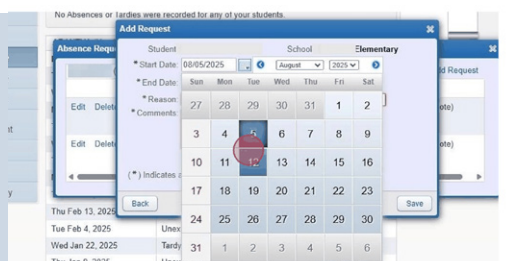 No Absences or Tardies were recorded for any of your students.
Add Request
Absence Reque
Student School Elementary
* Start Date: 08/05/2025 August 2025
* End Date: Sun Mon Tue Wed Thu Fri Sat
* Reason:
* Comments:
ld Request
27 28 29 30 31 1 2
Edit Delet ote)
3 4 5 6 7 8 9
Edit Delet ote)
10 11 12 13 14 15 16
( * ) Indicates a
17 18 19 20 21 22 23
Back Save
Thu Feb 13, 2025
24 25 26 27 28 29 30
Tue Feb 4, 2025 Unex
Wed Jan 22, 2025 Tardy
31 1 2 3 4 5 6